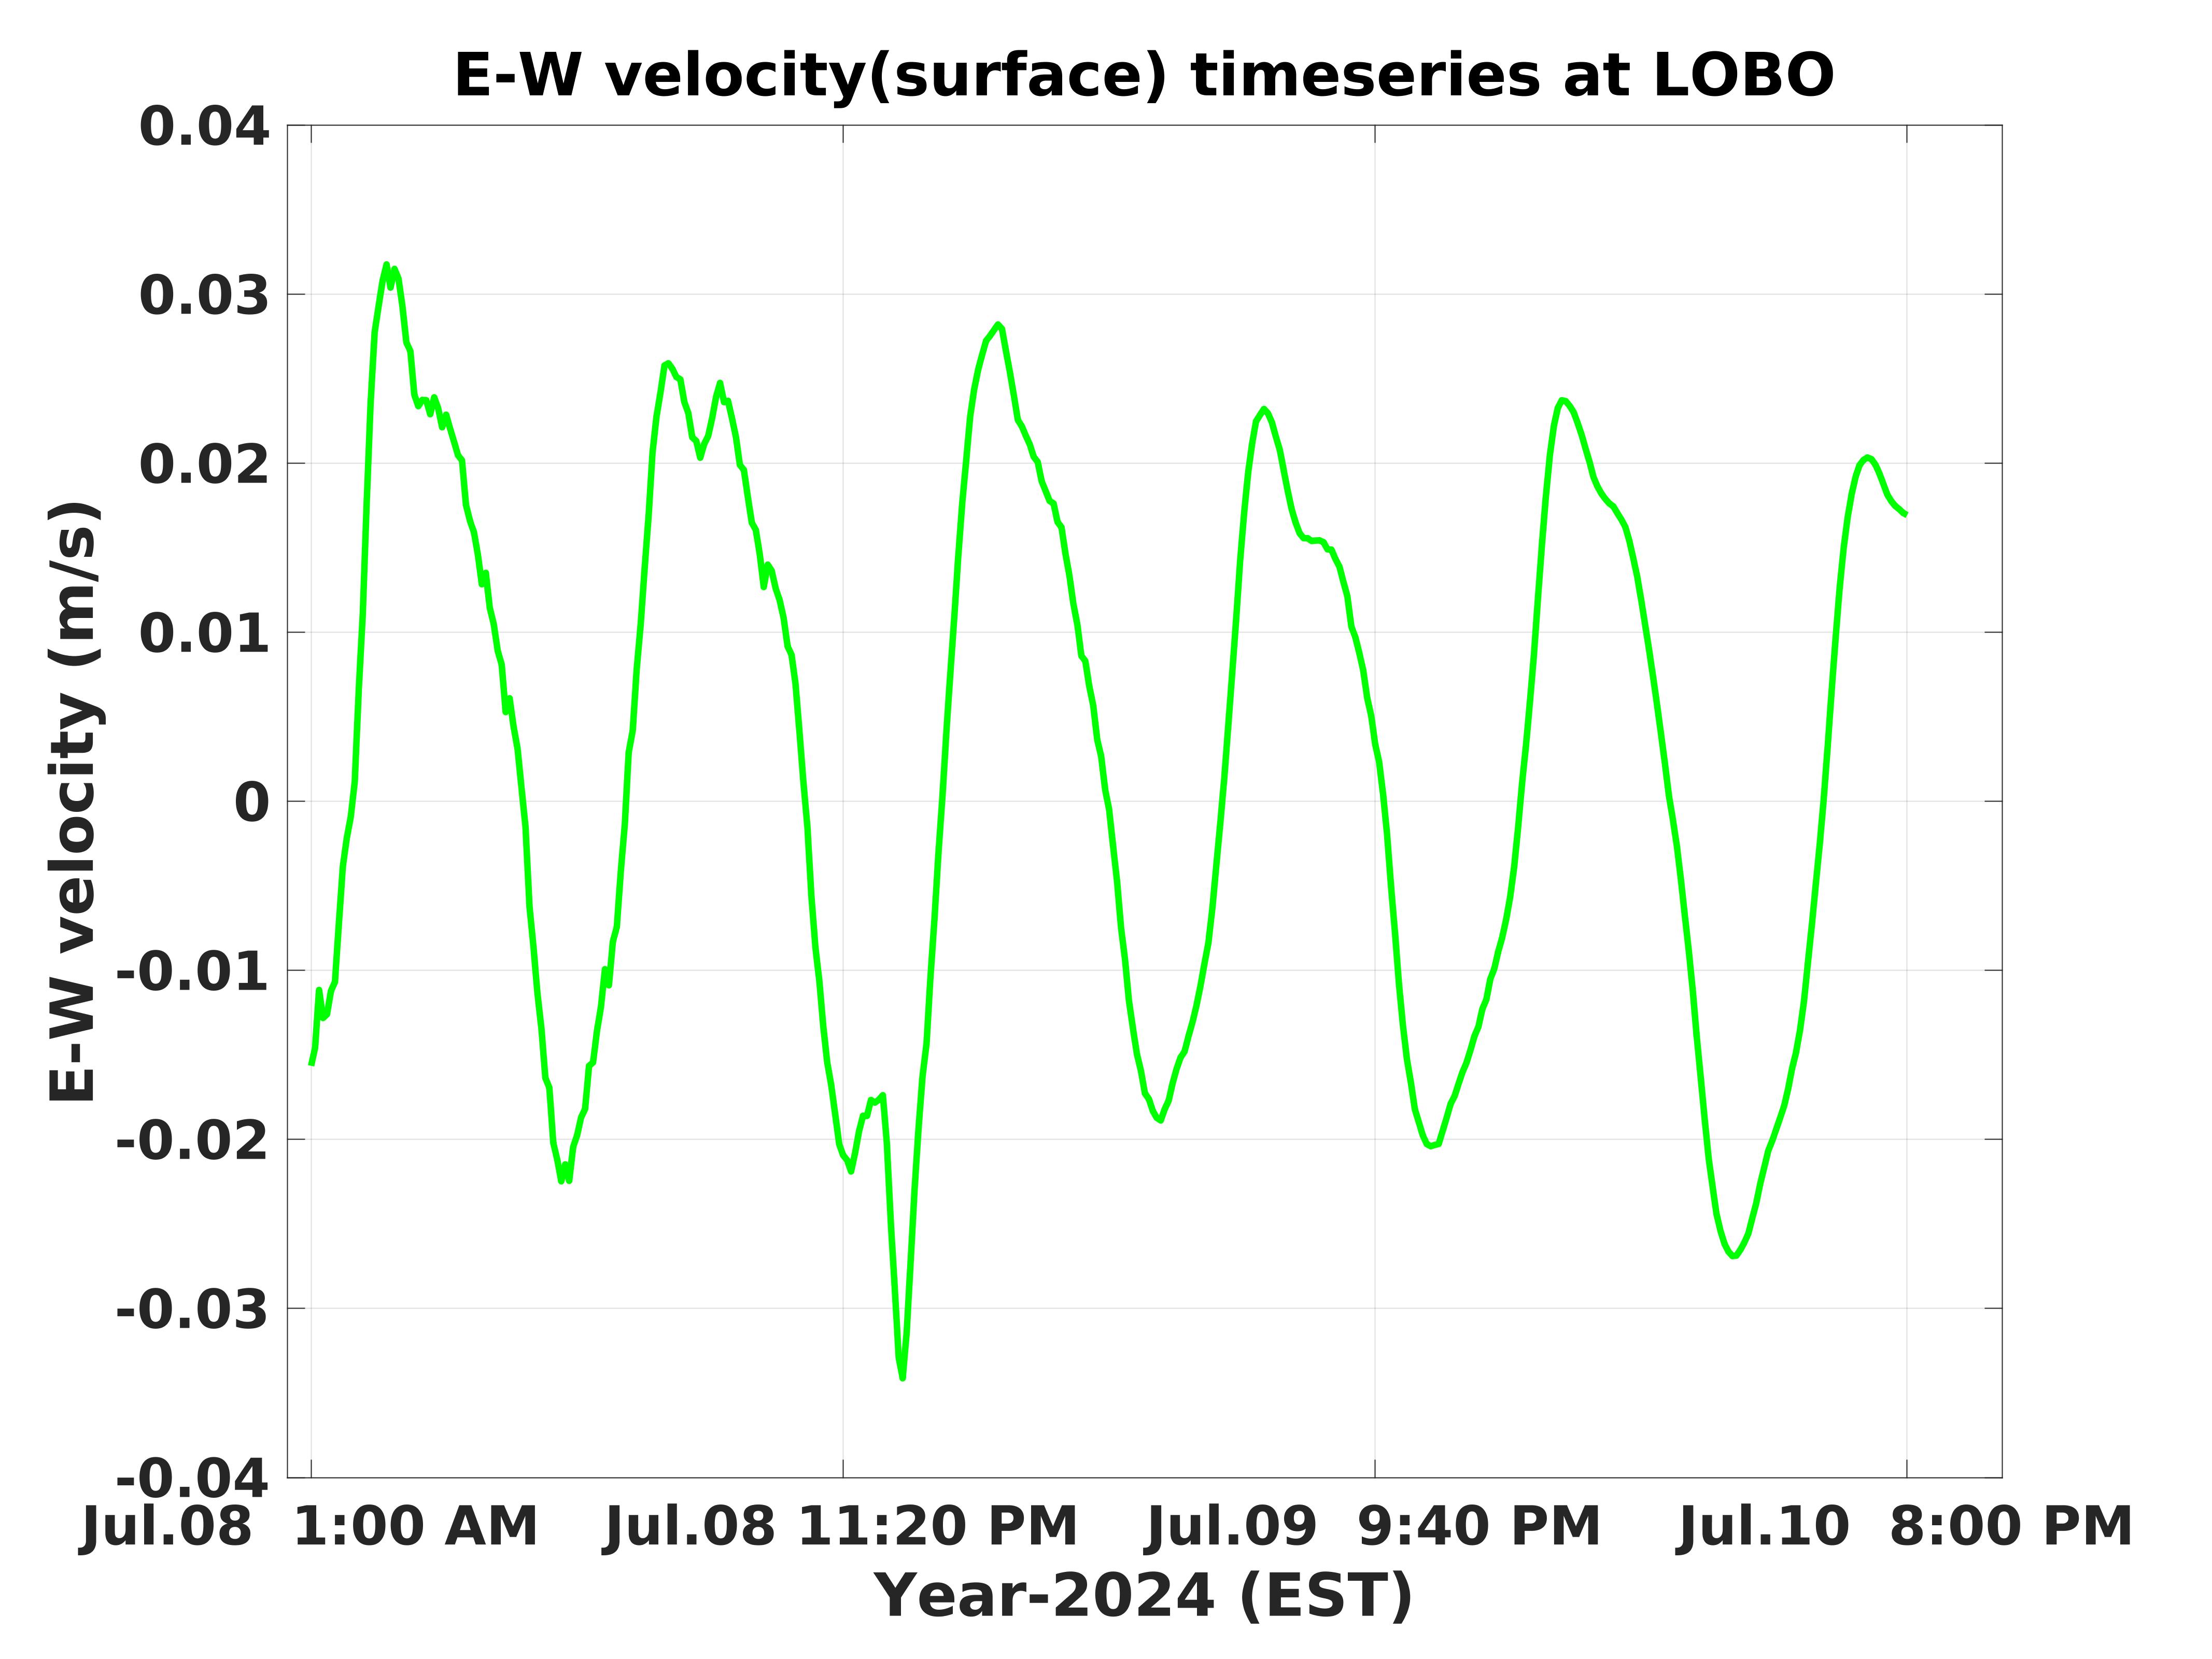 E-W velocity(surface) timeseries at LOBO
E-W velocity (m/s)
0.04
0.03
0.02
0.01
0
-0.01
-0.02
-0.03
-0.04
Jul.08 1:00 AM Jul.08 11:20 PM Jul.09 9:40 PM Jul.10 8:00 PM
Year-2024 (EST)